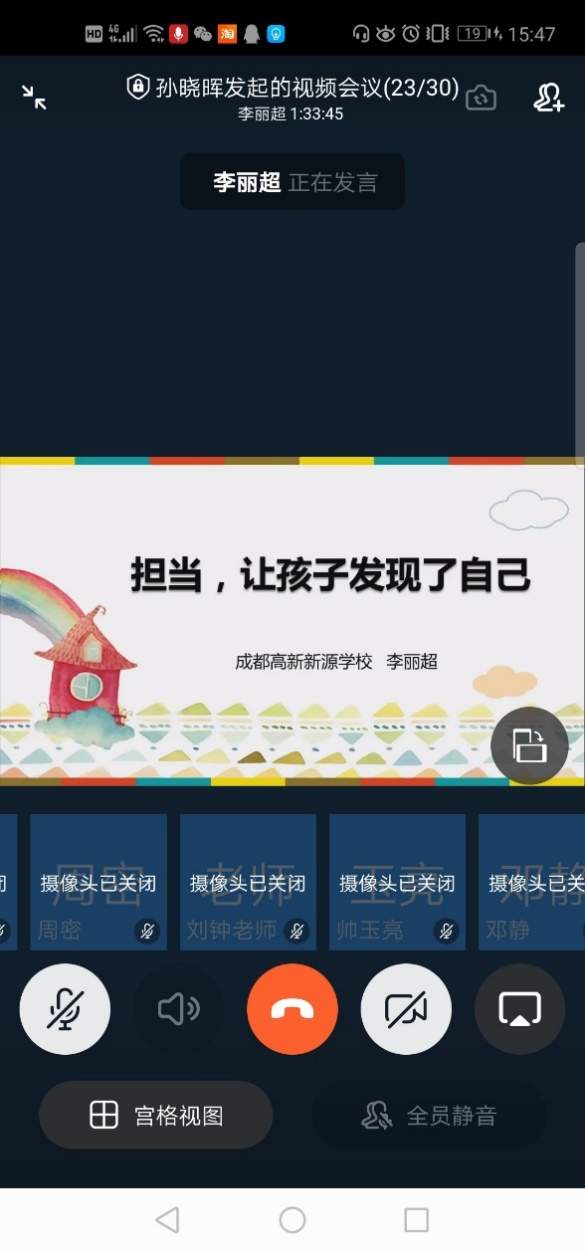 HD 4G 淘 19 15:47
孙晓晖发起的视频会议(23/30)
李丽超 1:33:45
李丽超 正在发言
担当，让孩子发现了自己
成都高新新源学校 李丽超
闭 摄像头已关闭 摄像头已关闭 摄像头已关闭 摄像头已关
周密 老师 玉亮 邓静
周密 刘钟老师 帅玉亮 邓静
宫格视图 全员静音